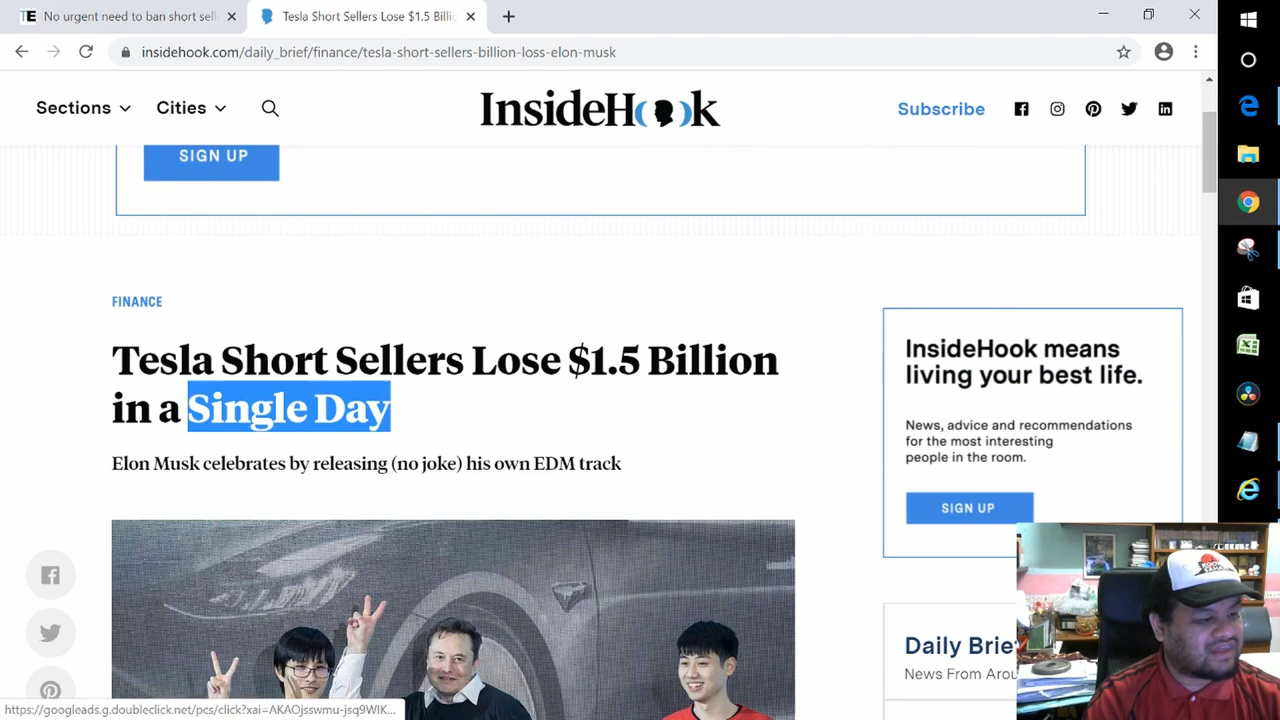 No urgent need to ban short sell
Tesla Short Sellers Lose $1.5 Billic
insidehook.com/daily_brief/finance/tesla-short-sellers-billion-loss-elon-musk
Sections
Cities
InsideHook
Subscribe
SIGN UP
FINANCE
Tesla Short Sellers Lose $1.5 Billion
in a Single Day
Elon Musk celebrates by releasing (no joke) his own EDM track
InsideHook means
living your best life.
News, advice and recommendations
for the most interesting
people in the room.
SIGN UP
Daily Brie
News From Arou
https://googleads.g.doubleclick.net/pcs/click?xai=AKAOjsswmu-jsq9WIK...